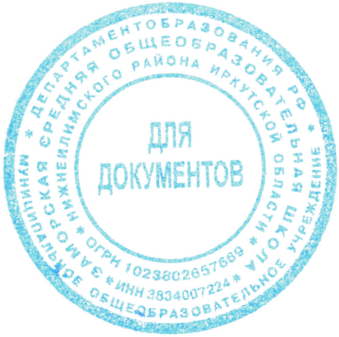 * ДЕПАРТАМЕНТ ОБРАЗОВАНИЯ РФ *
МУНИЦИПАЛЬНОЕ ОБЩЕОБРАЗОВАТЕЛЬНОЕ УЧРЕЖДЕНИЕ
* ЗАМОРСКАЯ СРЕДНЯЯ ОБЩЕОБРАЗОВАТЕЛЬНАЯ ШКОЛА *
НИЖНЕИЛИМСКОГО РАЙОНА ИРКУТСКОЙ ОБЛАСТИ
* ОГРН 1023802657689 *
* ИНН 3834007224 *
ДЛЯ
ДОКУМЕНТОВ